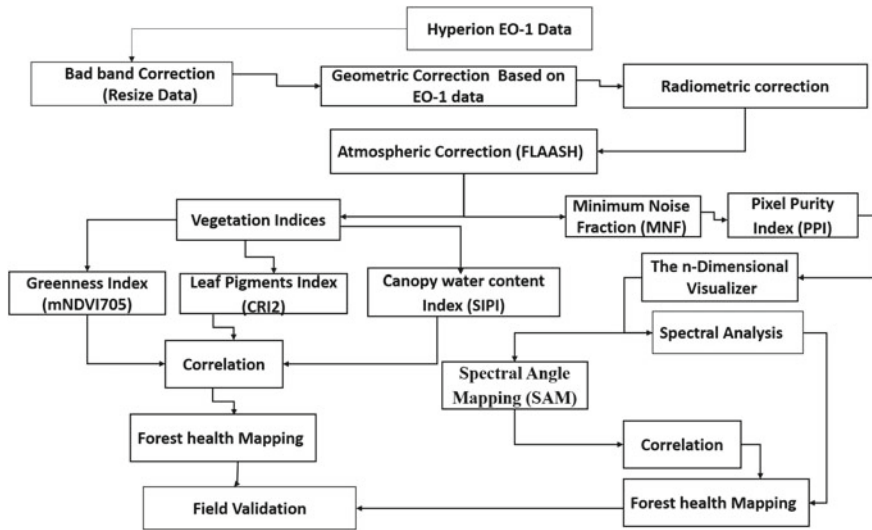 Hyperion EO-1 Data
Bad band Correction
(Resize Data)
Geometric Correction Based on
EO-1 data
Radiometric correction
Atmospheric Correction (FLAASH)
Vegetation Indices
Minimum Noise
Fraction (MNF)
Pixel Purity
Index (PPI)
Greenness Index
(mNDVI705)
Leaf Pigments Index
(CRI2)
Canopy water content
Index (SIPI)
The n-Dimensional
Visualizer
Spectral Analysis
Correlation
Spectral Angle
Mapping (SAM)
Forest health Mapping
Correlation
Field Validation
Forest health Mapping